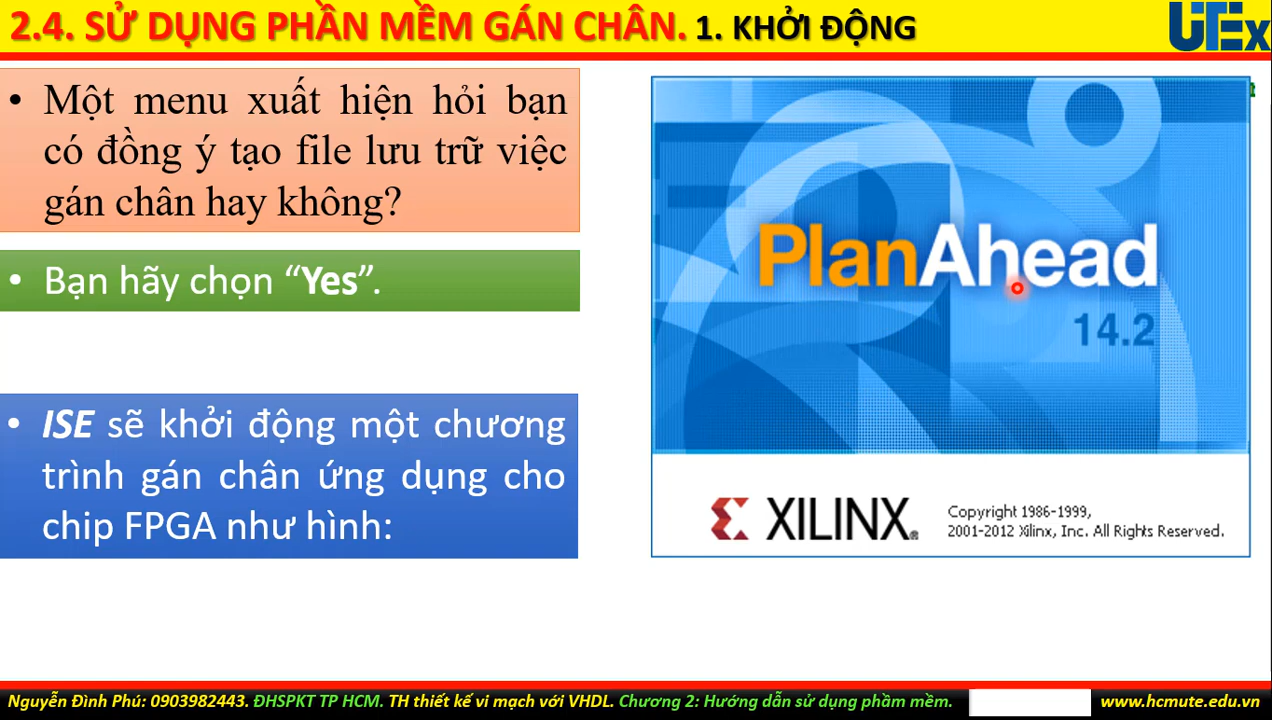 2.4. SỬ DỤNG PHẦN MỀM GÁN CHÂN. 1. KHỞI ĐỘNG
UTEx
• Một menu xuất hiện hỏi bạn
có đồng ý tạo file lưu trữ việc
gán chân hay không?
• Bạn hãy chọn “Yes”.
• ISE sẽ khởi động một chương
trình gán chân ứng dụng cho
chip FPGA như hình:
PlanAhead
14.2
XILINX®
Copyright 1986-1999,
2001-2012 Xilinx, Inc. All Rights Reserved.
Nguyễn Đình Phú: 0903982443. ĐHSPKT TP HCM. TH thiết kế vi mạch với VHDL. Chương 2: Hướng dẫn sử dụng phầm mềm.
www.hcmute.edu.vn